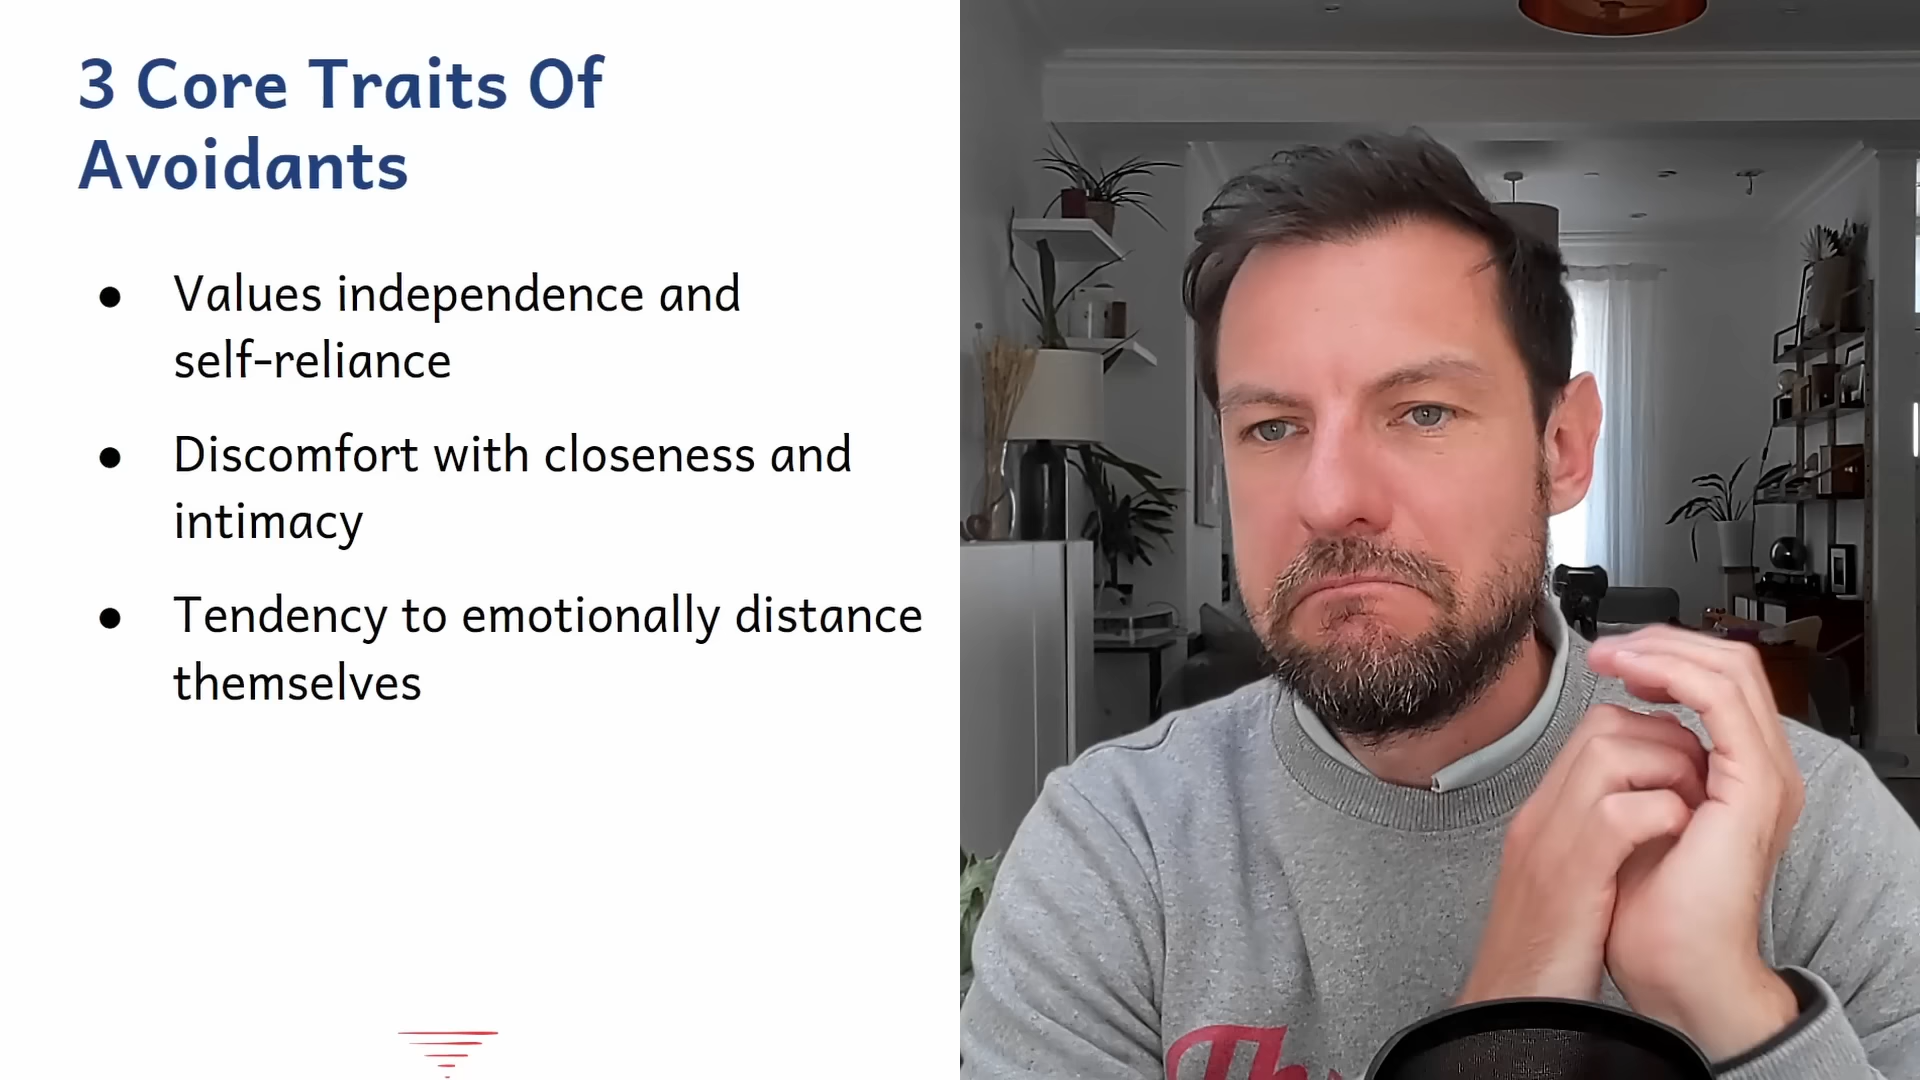 3 Core Traits Of
Avoidants
● Values independence and
self-reliance
● Discomfort with closeness and
intimacy
● Tendency to emotionally distance
themselves